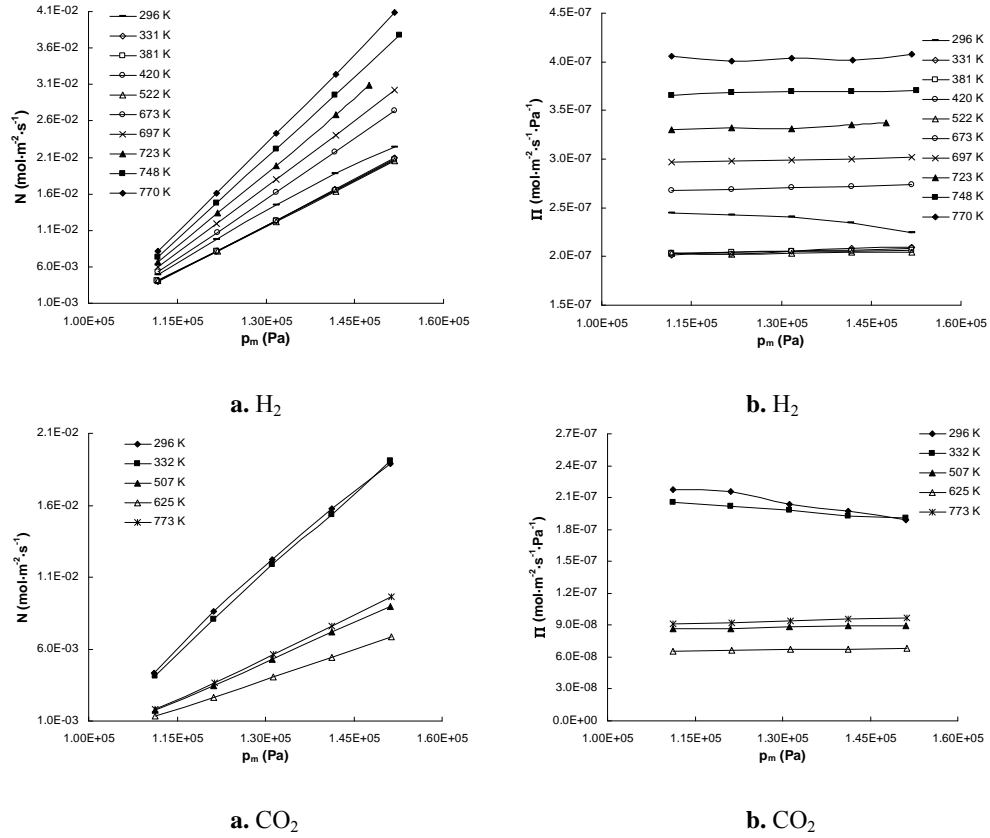 4.1E-02
3.6E-02
3.1E-02
2.6E-02
2.1E-02
1.6E-02
1.1E-02
6.0E-03
1.0E-03
N (mol·m⁻²·s⁻¹)
296 K
331 K
381 K
420 K
522 K
673 K
697 K
723 K
748 K
770 K
1.00E+05 1.15E+05 1.30E+05 1.45E+05 1.60E+05
pₘ (Pa)
a. H₂
4.5E-07
4.0E-07
3.5E-07
3.0E-07
2.5E-07
2.0E-07
1.5E-07
Π (mol·m⁻²·s⁻¹·Pa⁻¹)
296 K
331 K
381 K
420 K
522 K
673 K
697 K
723 K
748 K
770 K
1.00E+05 1.15E+05 1.30E+05 1.45E+05 1.60E+05
pₘ (Pa)
b. H₂
2.1E-02
1.6E-02
1.1E-02
6.0E-03
1.0E-03
N (mol·m⁻²·s⁻¹)
296 K
332 K
507 K
625 K
773 K
1.00E+05 1.15E+05 1.30E+05 1.45E+05 1.60E+05
pₘ (Pa)
a. CO₂
2.7E-07
2.4E-07
2.1E-07
1.8E-07
1.5E-07
1.2E-07
9.0E-08
6.0E-08
3.0E-08
0.0E+00
Π (mol·m⁻²·s⁻¹·Pa⁻¹)
296 K
332 K
507 K
625 K
773 K
1.00E+05 1.15E+05 1.30E+05 1.45E+05 1.60E+05
pₘ (Pa)
b. CO₂